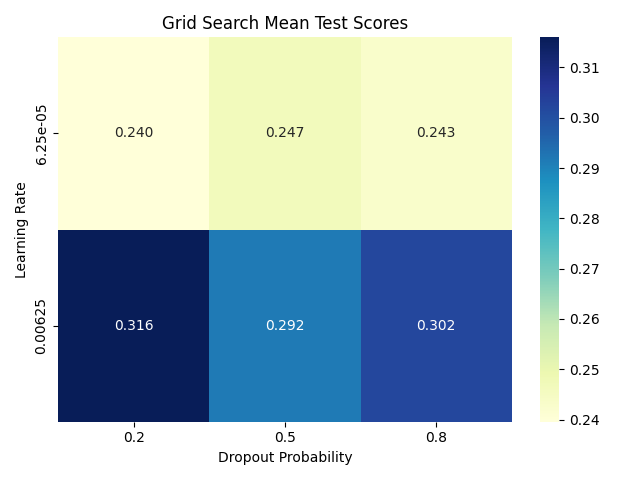 Grid Search Mean Test Scores
Learning Rate
6.25e-05
0.240 0.247 0.243
0.00625
0.316 0.292 0.302
0.2 0.5 0.8
Dropout Probability
0.31
0.30
0.29
0.28
0.27
0.26
0.25
0.24